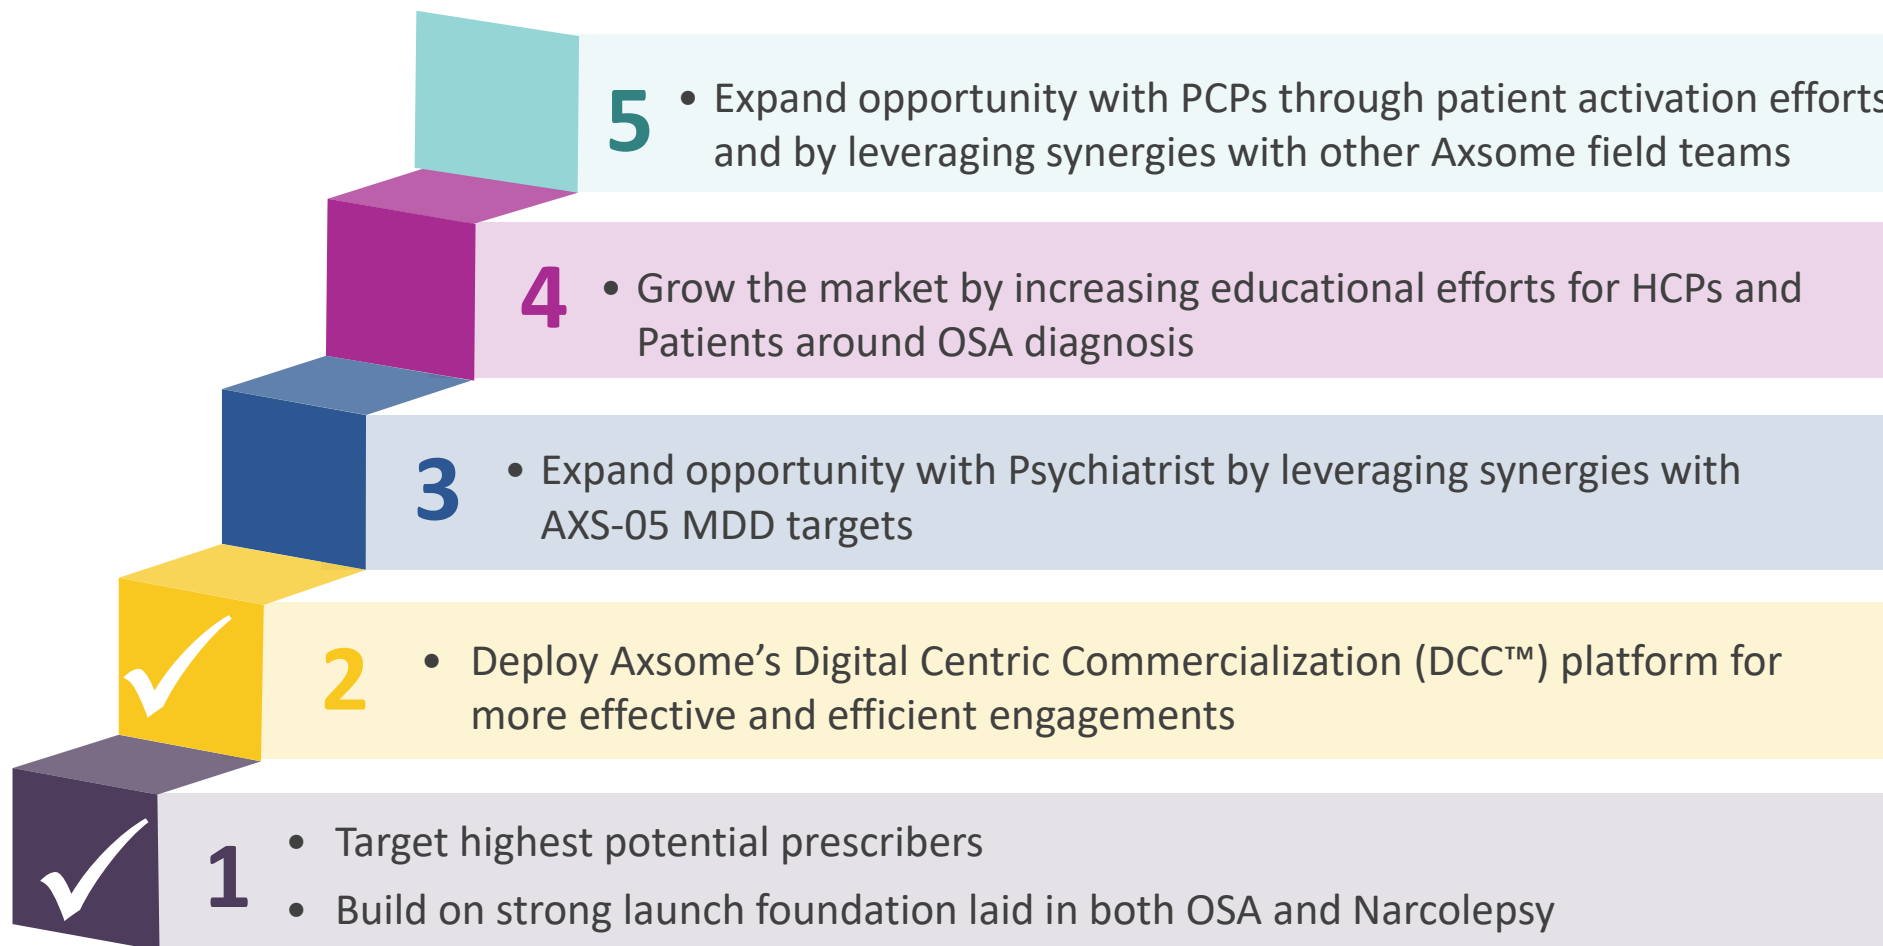 5
• Expand opportunity with PCPs through patient activation efforts
and by leveraging synergies with other Axsome field teams
4
• Grow the market by increasing educational efforts for HCPs and
Patients around OSA diagnosis
3
• Expand opportunity with Psychiatrist by leveraging synergies with
AXS-05 MDD targets
2
• Deploy Axsome’s Digital Centric Commercialization (DCC™) platform for
more effective and efficient engagements
1
• Target highest potential prescribers
• Build on strong launch foundation laid in both OSA and Narcolepsy